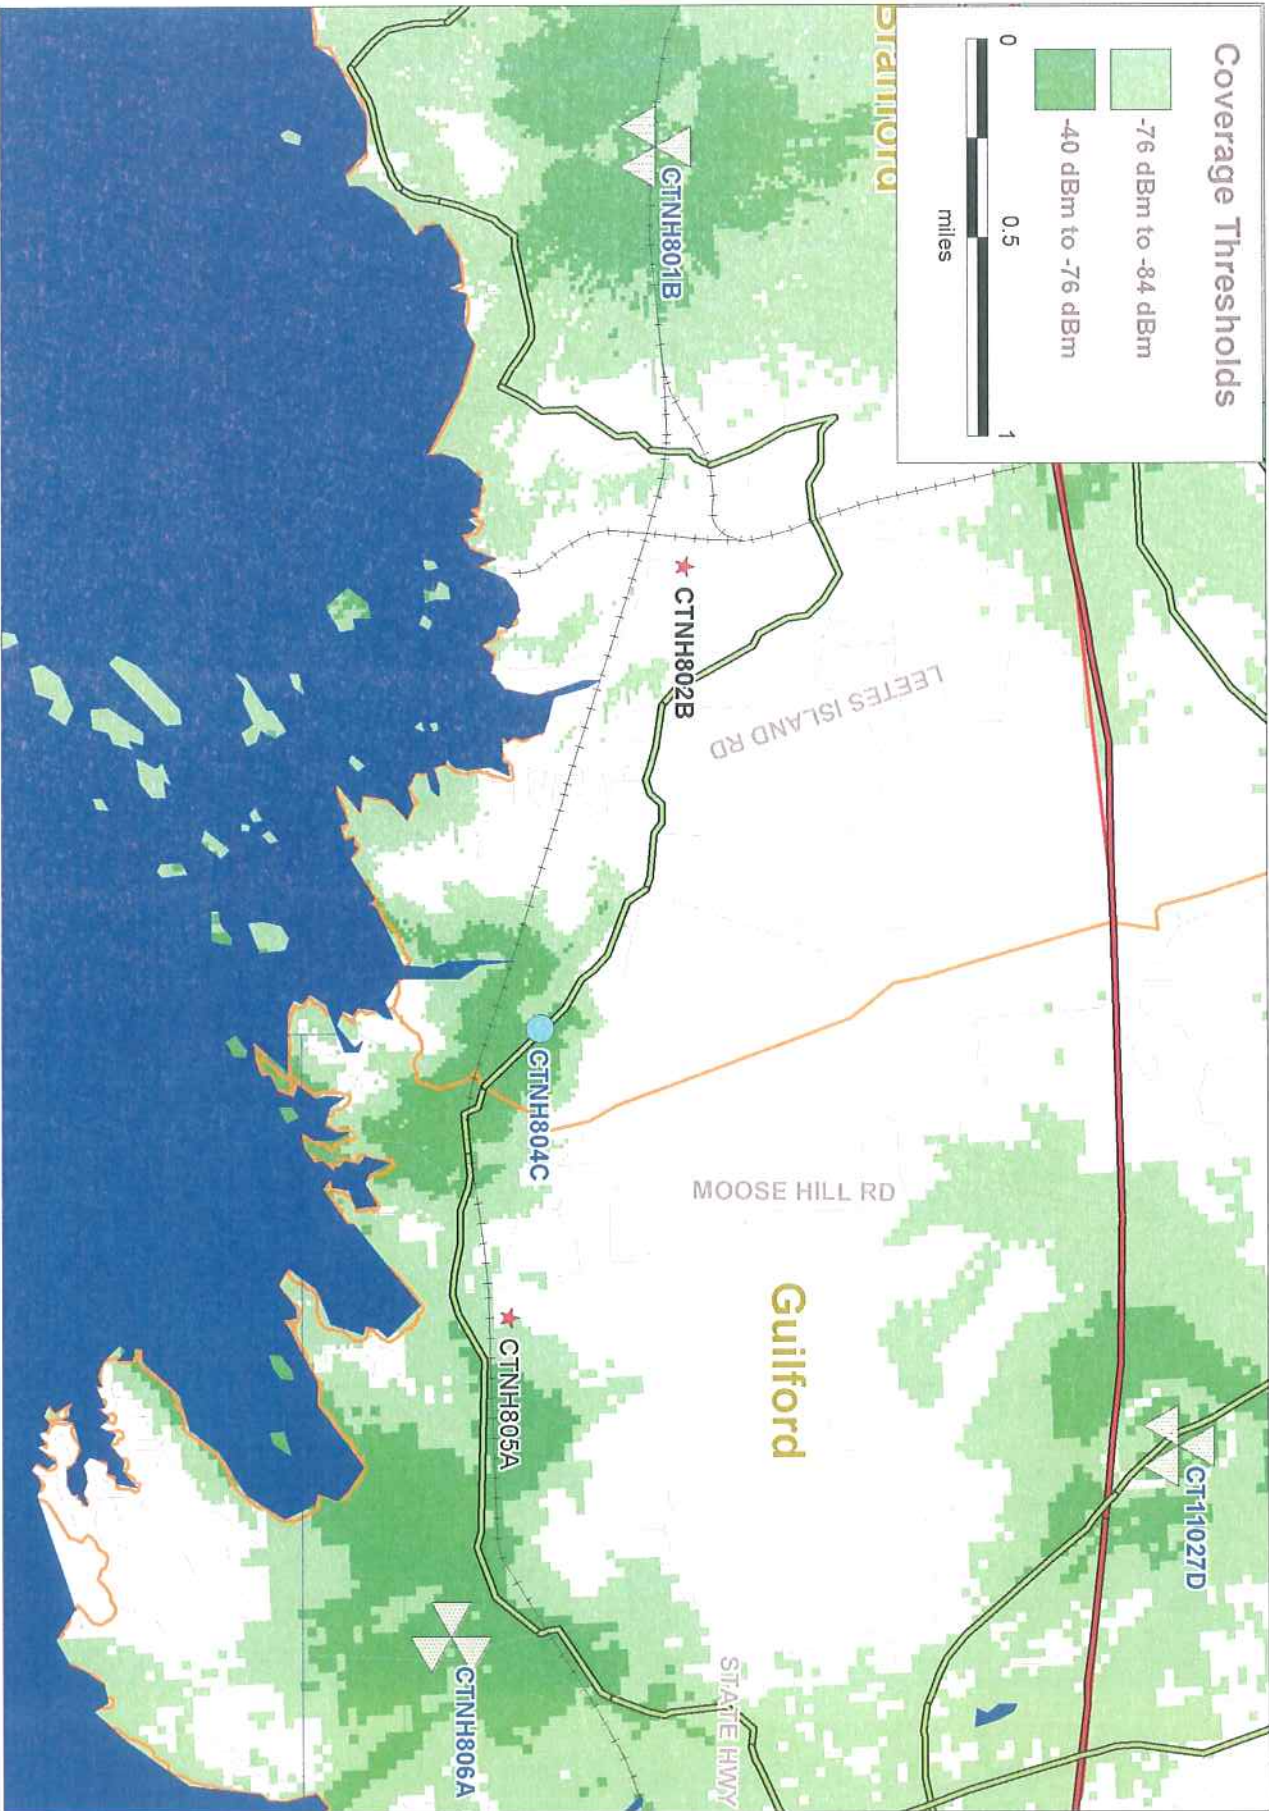 Coverage Thresholds
-76 dBm to -84 dBm
-40 dBm to -76 dBm
0 0.5 1
miles
Branford
CTNH801B
CTNH802B
LEETES ISLAND RD
CTNH804C
MOOSE HILL RD
Guilford
CTNH805A
CT11027D
CTNH806A
STATE HWY